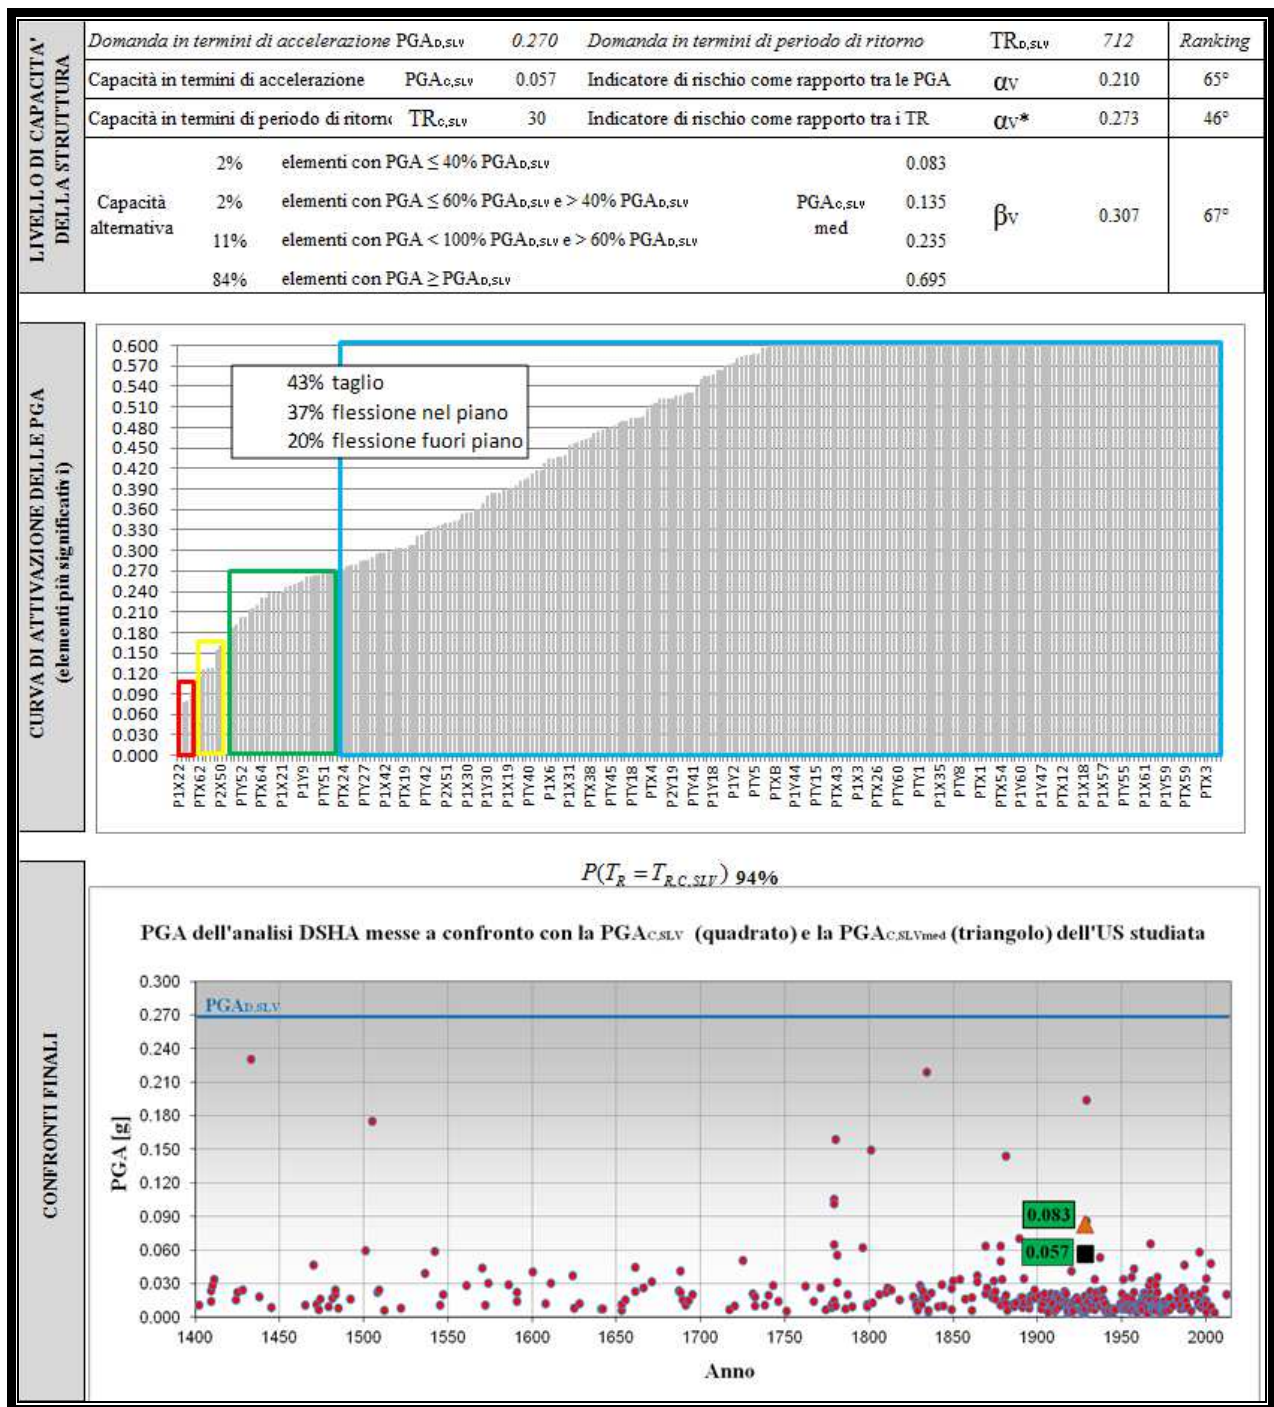 LIVELLO DI CAPACITA'
DELLA STRUTTURA
Domanda in termini di accelerazione PGAD,SLV 0.270 Domanda in termini di periodo di ritorno TRD,SLV 712 Ranking
Capacità in termini di accelerazione PGAC,SLV 0.057 Indicatore di rischio come rapporto tra le PGA αV 0.210 65°
Capacità in termini di periodo di ritorno TRC,SLV 30 Indicatore di rischio come rapporto tra i TR αV* 0.273 46°
Capacità
alternativa
2% elementi con PGA ≤ 40% PGAD,SLV 0.083
2% elementi con PGA ≤ 60% PGAD,SLV e > 40% PGAD,SLV 0.135
11% elementi con PGA < 100% PGAD,SLV e > 60% PGAD,SLV 0.235
84% elementi con PGA ≥ PGAD,SLV 0.695
PGAC,SLV
med
βV 0.307 67°
CURVA DI ATTIVAZIONE DELLE PGA
(elementi più significativi)
0.600
0.570
0.540
0.510
0.480
0.450
0.420
0.390
0.360
0.330
0.300
0.270
0.240
0.210
0.180
0.150
0.120
0.090
0.060
0.030
0.000
43% taglio
37% flessione nel piano
20% flessione fuori piano
P1X22 PTX62 P2X50 PTY52 PTX64 P1X21 P1Y9 PTY51 PTX24 PTY27 P1X42 PTX19 PTY42 P2X51 P1X30 P1Y30 P1X19 PTY40 P1X6 P1X31 PTX38 PTY45 PTY18 PTX4 P2Y19 PTY41 P1Y18 P1Y2 PTY5 PTXB P1Y44 PTY15 PTX43 P1X3 PTX26 PTY60 PTY1 P1X35 PTY8 PTX1 PTX54 P1Y60 P1Y47 PTX12 P1X18 P1X57 PTY55 P1X61 P1Y59 PTX59 PTX3
CONFRONTI FINALI
P(TR = TR,C,SLV) 94%
PGA dell'analisi DSHA messe a confronto con la PGAC,SLV (quadrato) e la PGAC,SLVmed (triangolo) dell'US studiata
PGA [g]
0.300
0.270
0.240
0.210
0.180
0.150
0.120
0.090
0.060
0.030
0.000
PGAD,SLV
0.083
0.057
1400 1450 1500 1550 1600 1650 1700 1750 1800 1850 1900 1950 2000
Anno